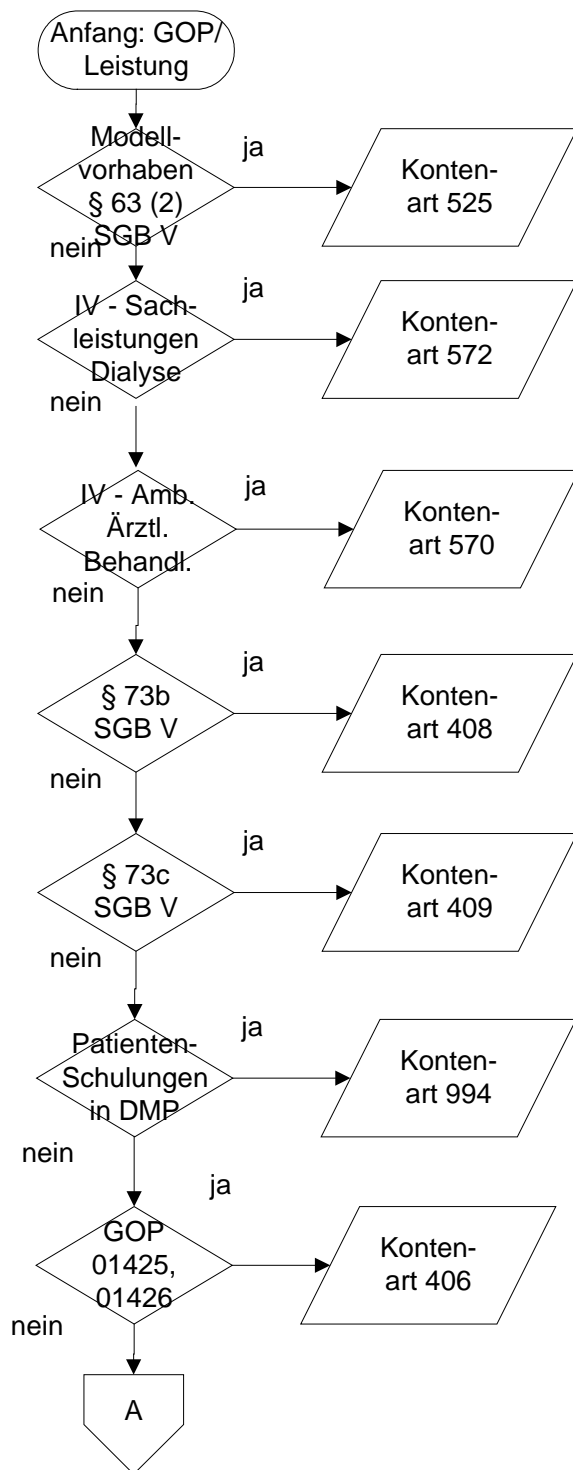 Anfang: GOP/
Leistung
Modell-
vorhaben
§ 63 (2)
SGB V
ja
Konten-
art 525
nein
IV - Sach-
leistungen
Dialyse
ja
Konten-
art 572
nein
IV - Amb.
Ärztl.
Behandl.
ja
Konten-
art 570
nein
§ 73b
SGB V
ja
Konten-
art 408
nein
§ 73c
SGB V
ja
Konten-
art 409
nein
Patienten-
Schulungen
in DMP
ja
Konten-
art 994
nein
GOP
01425,
01426
ja
Konten-
art 406
nein
A